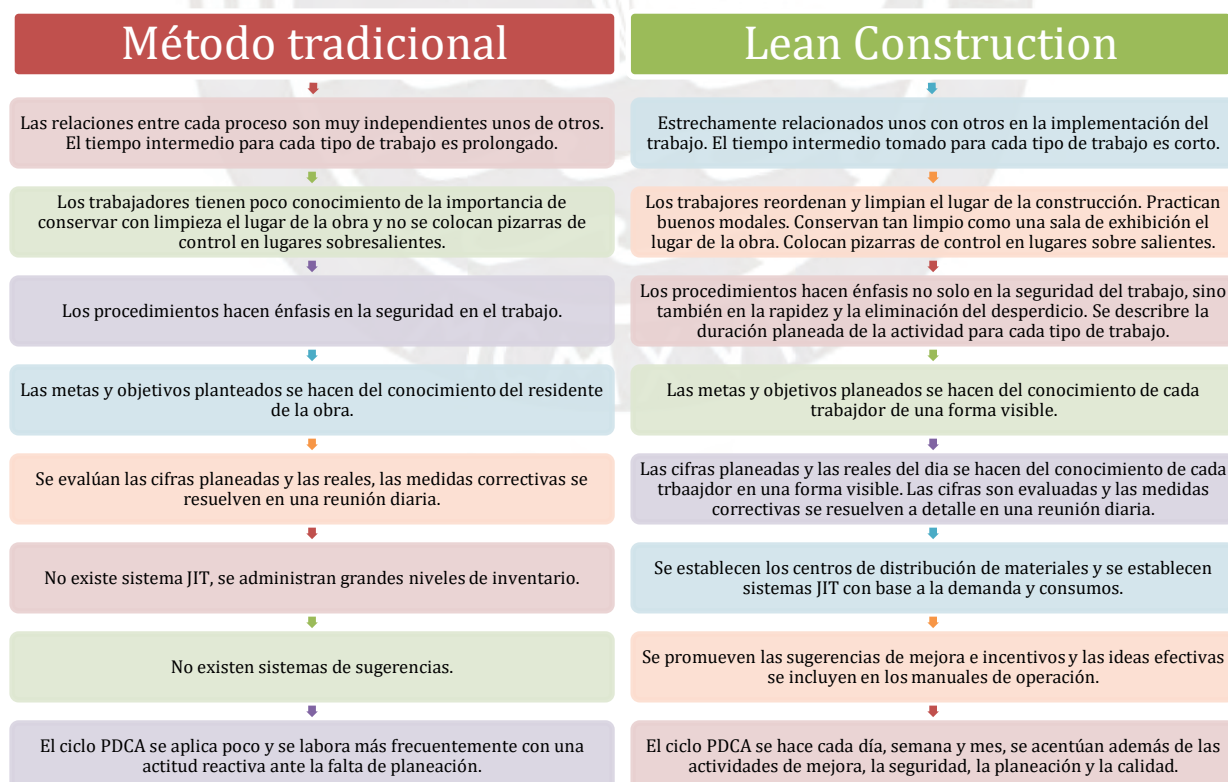 Método tradicional
Las relaciones entre cada proceso son muy independientes unos de otros.
El tiempo intermedio para cada tipo de trabajo es prolongado.
Los trabajadores tienen poco conocimiento de la importancia de
conservar con limpieza el lugar de la obra y no se colocan pizarras de
control en lugares sobresalientes.
Los procedimientos hacen énfasis en la seguridad en el trabajo.
Las metas y objetivos planteados se hacen del conocimiento del residente
de la obra.
Se evalúan las cifras planeadas y las reales, las medidas correctivas se
resuelven en una reunión diaria.
No existe sistema JIT, se administran grandes niveles de inventario.
No existen sistemas de sugerencias.
El ciclo PDCA se aplica poco y se labora más frecuentemente con una
actitud reactiva ante la falta de planeación.
Lean Construction
Estrechamente relacionados unos con otros en la implementación del
trabajo. El tiempo intermedio tomado para cada tipo de trabajo es corto.
Los trabajores reordenan y limpian el lugar de la construcción. Practican
buenos modales. Conservan tan limpio como una sala de exhibición el
lugar de la obra. Colocan pizarras de control en lugares sobre salientes.
Los procedimientos hacen énfasis no solo en la seguridad del trabajo, sino
también en la rapidez y la eliminación del desperdicio. Se describe la
duración planeada de la actividad para cada tipo de trabajo.
Las metas y objetivos planeados se hacen del conocimiento de cada
trabajdor de una forma visible.
Las cifras planeadas y las reales del dia se hacen del conocimiento de cada
trbaajdor en una forma visible. Las cifras son evaluadas y las medidas
correctivas se resuelven a detalle en una reunión diaria.
Se establecen los centros de distribución de materiales y se establecen
sistemas JIT con base a la demanda y consumos.
Se promueven las sugerencias de mejora e incentivos y las ideas efectivas
se incluyen en los manuales de operación.
El ciclo PDCA se hace cada día, semana y mes, se acentúan además de las
actividades de mejora, la seguridad, la planeación y la calidad.